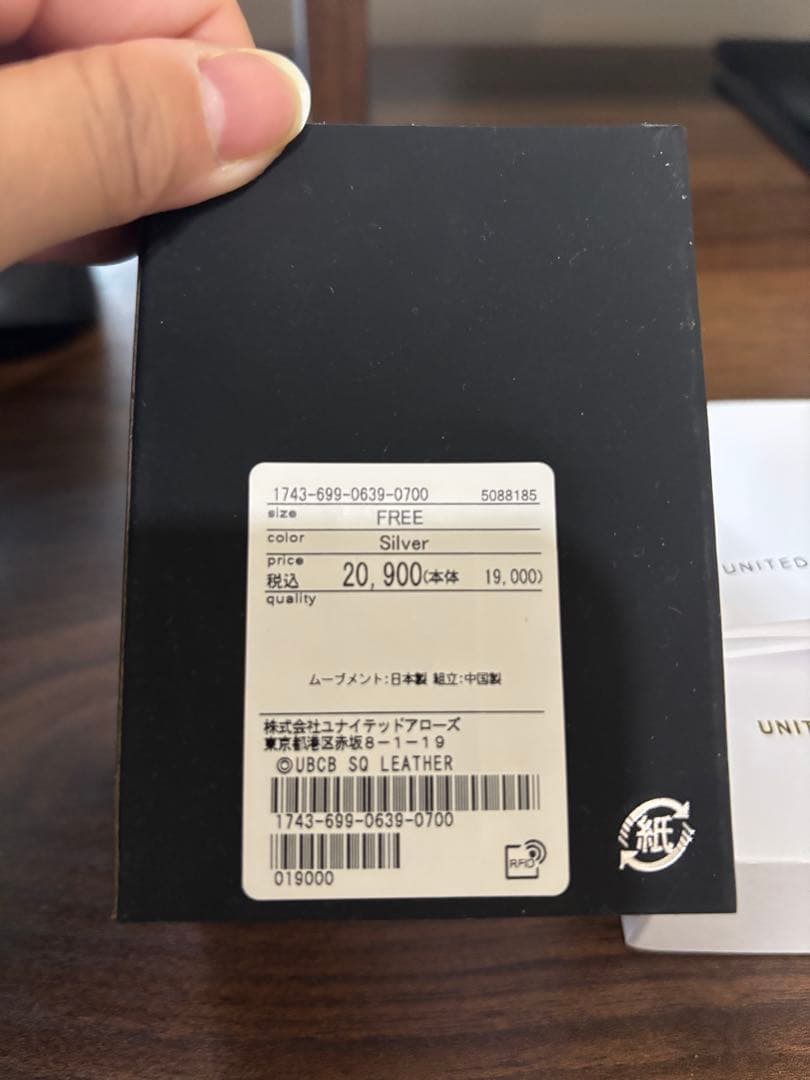 1743-699-0639-0700 5088185
size FREE
color Silver
price
税込 20,900(本体 19,000)
quality
ムーブメント:日本製 組立:中国製
株式会社ユナイテッドアローズ
東京都港区赤坂8-1-19
©UBCB SQ LEATHER
1743-699-0639-0700
019000
RFID
紙
UNITED
UNIT